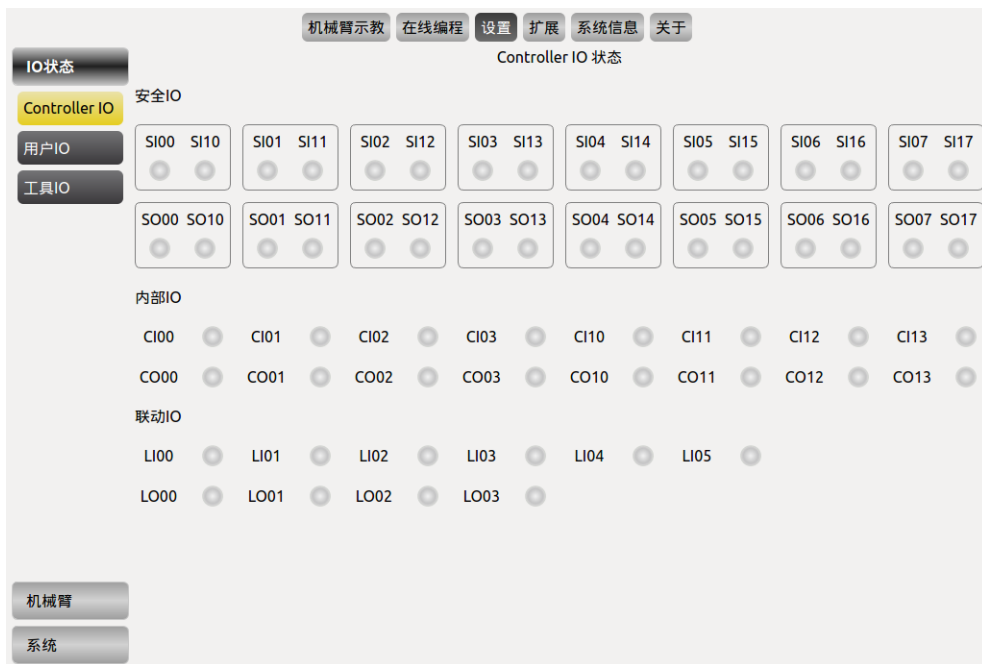 机械臂示教 在线编程 设置 扩展 系统信息 关于
Controller IO 状态
IO状态
Controller IO
用户IO
工具IO
安全IO
SI00 SI10 SI01 SI11 SI02 SI12 SI03 SI13 SI04 SI14 SI05 SI15 SI06 SI16 SI07 SI17
SO00 SO10 SO01 SO11 SO02 SO12 SO03 SO13 SO04 SO14 SO05 SO15 SO06 SO16 SO07 SO17
内部IO
CI00 CI01 CI02 CI03 CI10 CI11 CI12 CI13
CO00 CO01 CO02 CO03 CO10 CO11 CO12 CO13
联动IO
LI00 LI01 LI02 LI03 LI04 LI05
LO00 LO01 LO02 LO03
机械臂
系统